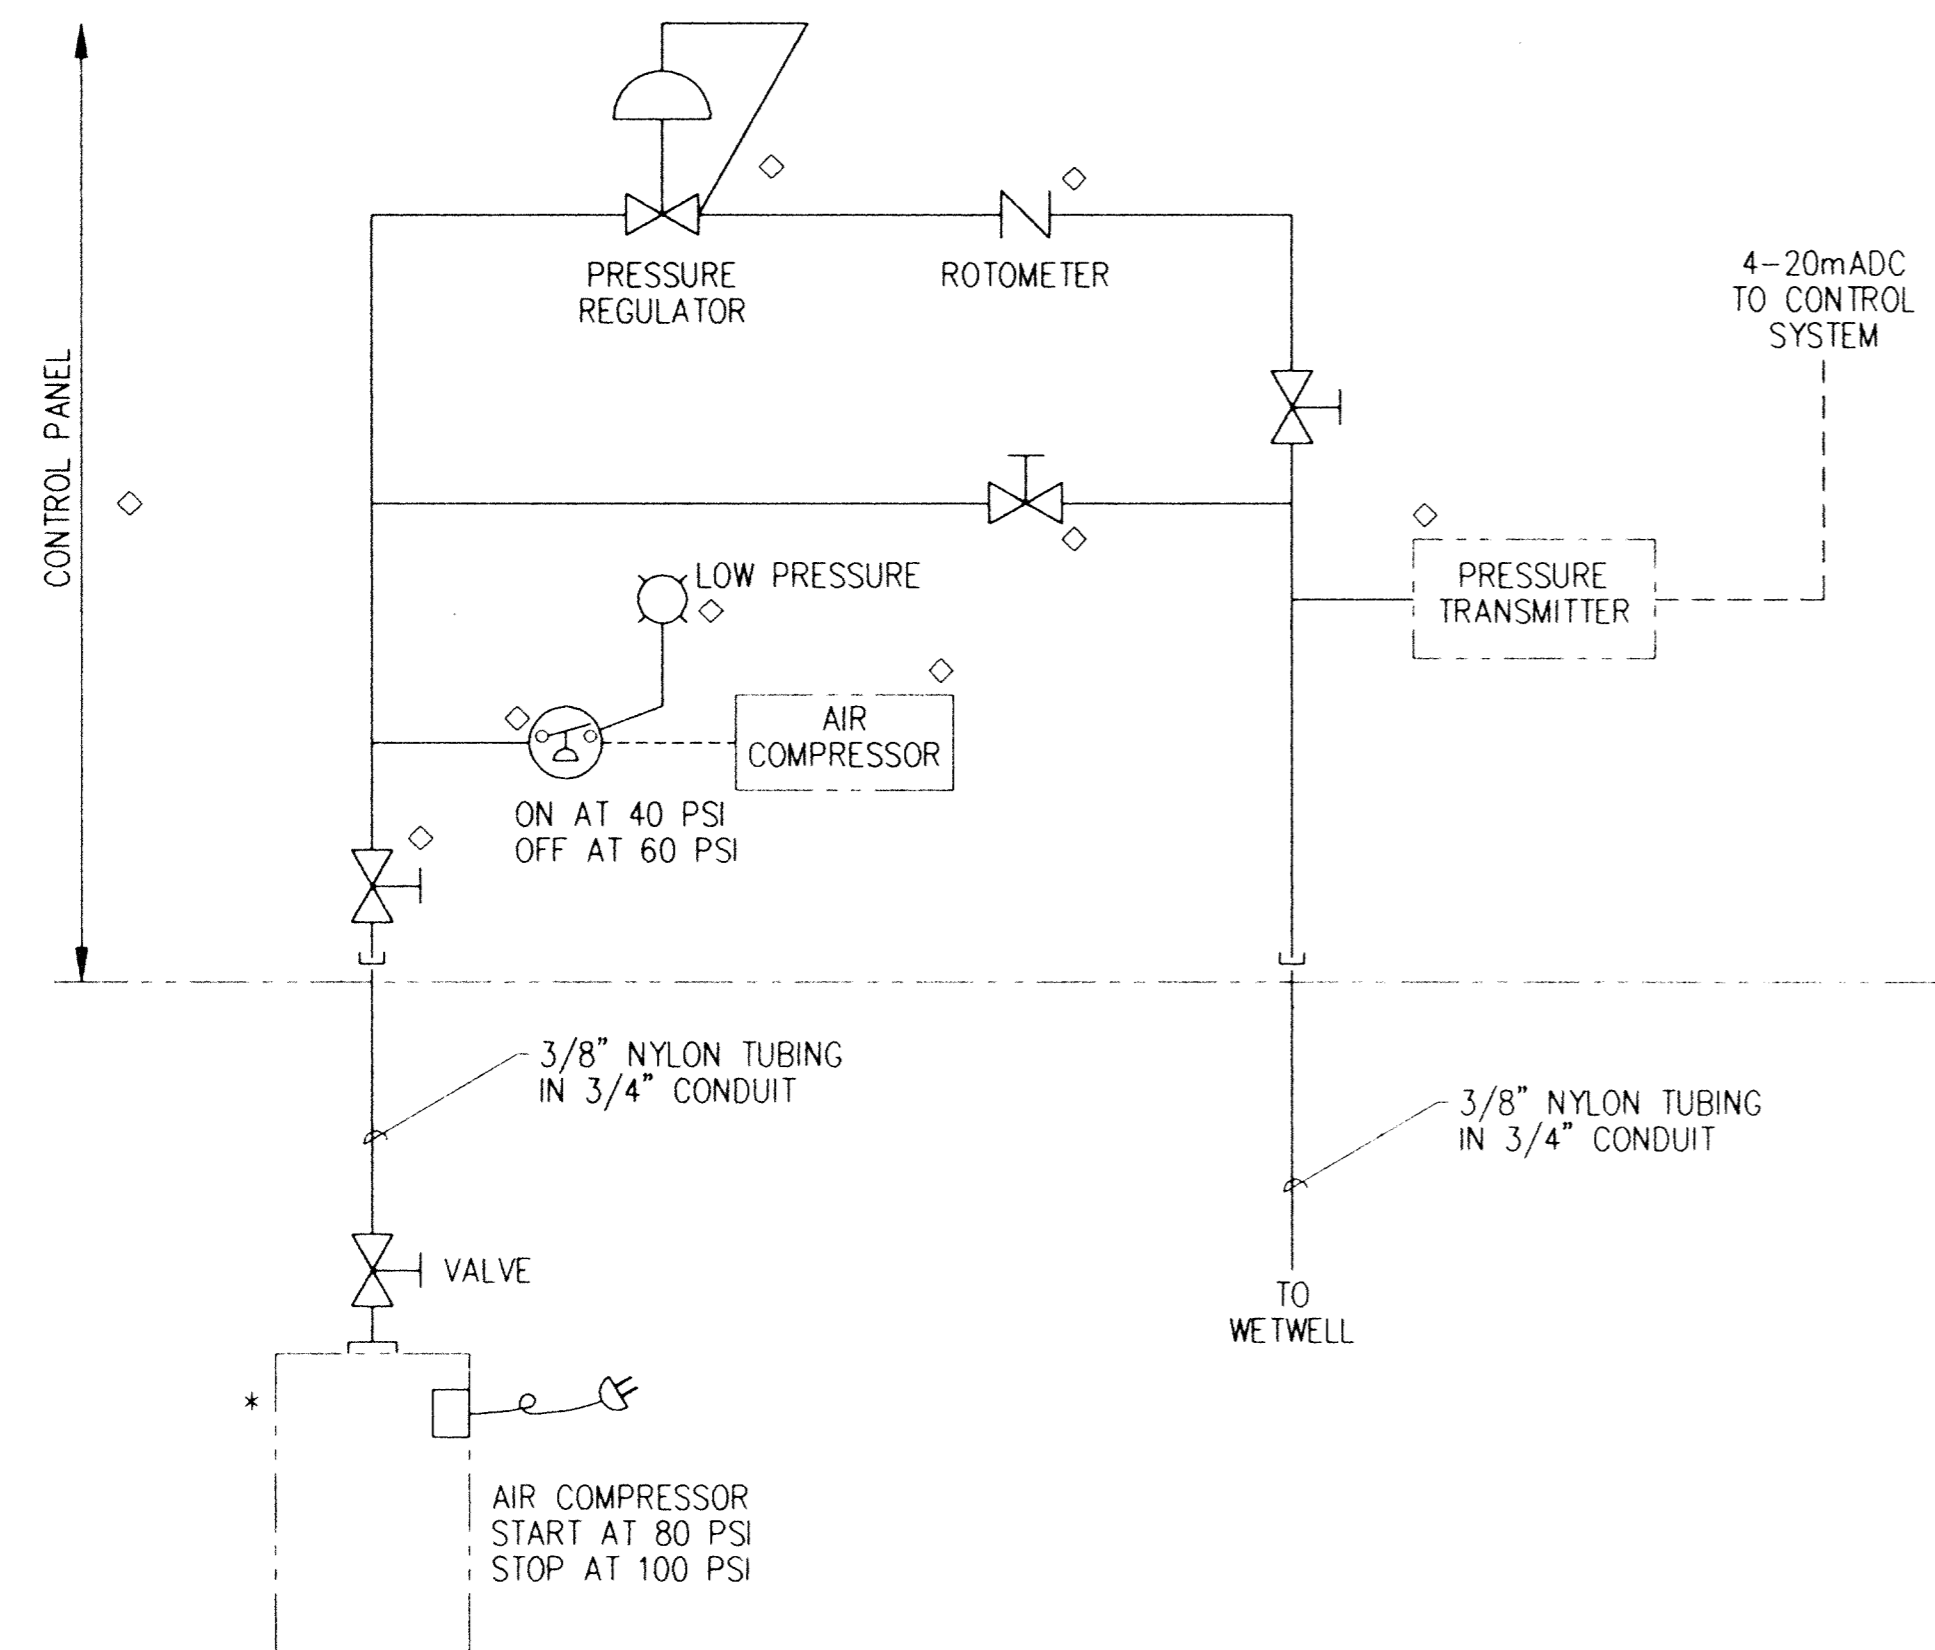 PRESSURE
REGULATOR
ROTOMETER
4-20mADC
TO CONTROL
SYSTEM
CONTROL PANEL
LOW PRESSURE
PRESSURE
TRANSMITTER
AIR
COMPRESSOR
ON AT 40 PSI
OFF AT 60 PSI
3/8" NYLON TUBING
IN 3/4" CONDUIT
3/8" NYLON TUBING
IN 3/4" CONDUIT
VALVE
TO
WETWELL
*
AIR COMPRESSOR
START AT 80 PSI
STOP AT 100 PSI